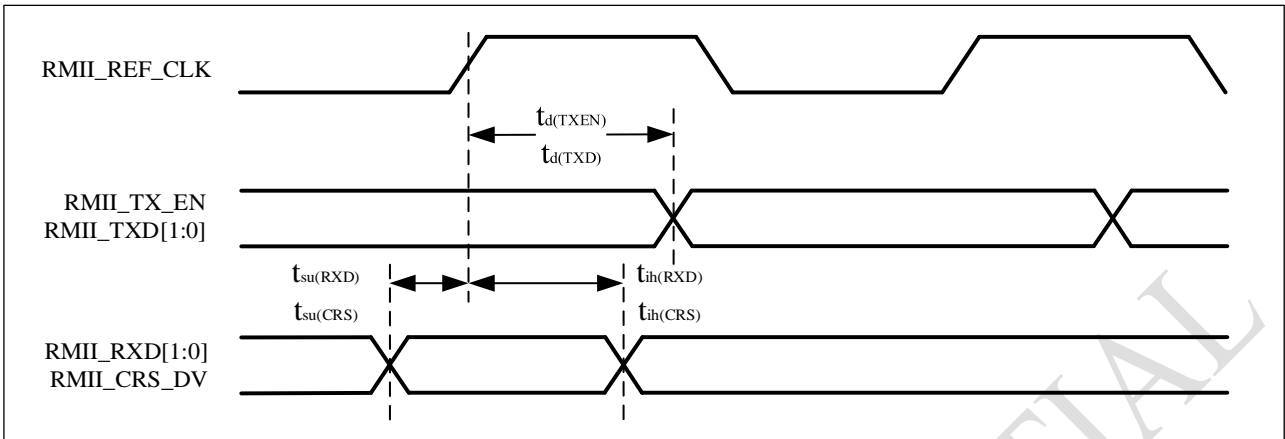 RMII_REF_CLK
td(TXEN)
td(TXD)
RMII_TX_EN
RMII_TXD[1:0]
tsu(RXD) tih(RXD)
tsu(CRS) tih(CRS)
RMII_RXD[1:0]
RMII_CRS_DV